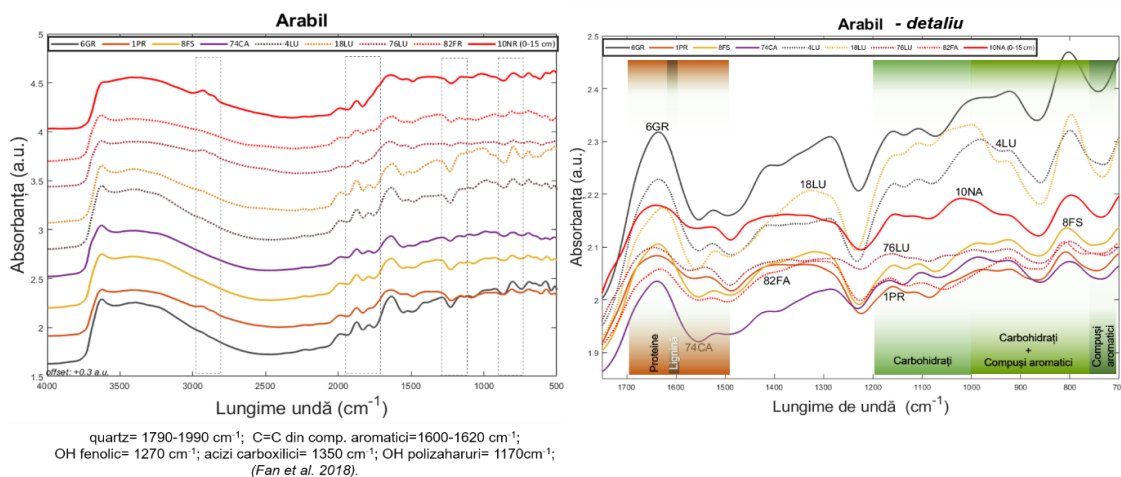 Arabil
6GR 1PR 8FS 74CA 4LU 18LU 76LU 82FR 10NR (0-15 cm)
Absorbanța (a.u.)
5
4.5
4
3.5
3
2.5
2
1.5
offset: +0.3 a.u.
4000 3500 3000 2500 2000 1500 1000 500
Lungime undă (cm-1)
quartz= 1790-1990 cm-1; C=C din comp. aromatici=1600-1620 cm-1;
OH fenolic= 1270 cm-1; acizi carboxilici= 1350 cm-1; OH polizaharuri= 1170cm-1;
(Fan et al. 2018).
Arabil - detaliu
6GR 1PR 8FS 74CA 4LU 18LU 76LU 82FA 10NA (0-15 cm)
Absorbanța (a.u.)
2.5
2.4
2.3
2.2
2.1
2.0
1.9
6GR
18LU
4LU
10NA
8FS
76LU
82FA
1PR
74CA
Proteine
Lignină
Carbohidrați
Carbohidrați
+
Compuși aromatici
Compuși
aromatici
1700 1600 1500 1400 1300 1200 1100 1000 900 800 700
Lungime de undă (cm-1)